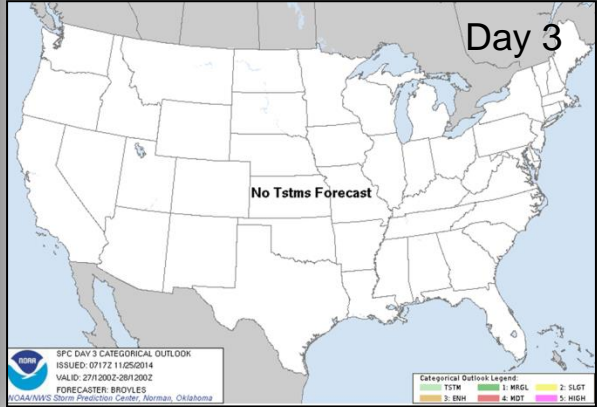 Day 3
No Tstms Forecast
SPC DAY 3 CATEGORICAL OUTLOOK
ISSUED: 0717Z 11/25/2014
VALID: 27/1200Z-28/1200Z
FORECASTER: BROYLES
NOAA/NWS Storm Prediction Center, Norman, Oklahoma
NOAA
Categorical Outlook Legend:
TSTM 1: MRGL 2: SLGT
3: ENH 4: MDT 5: HIGH